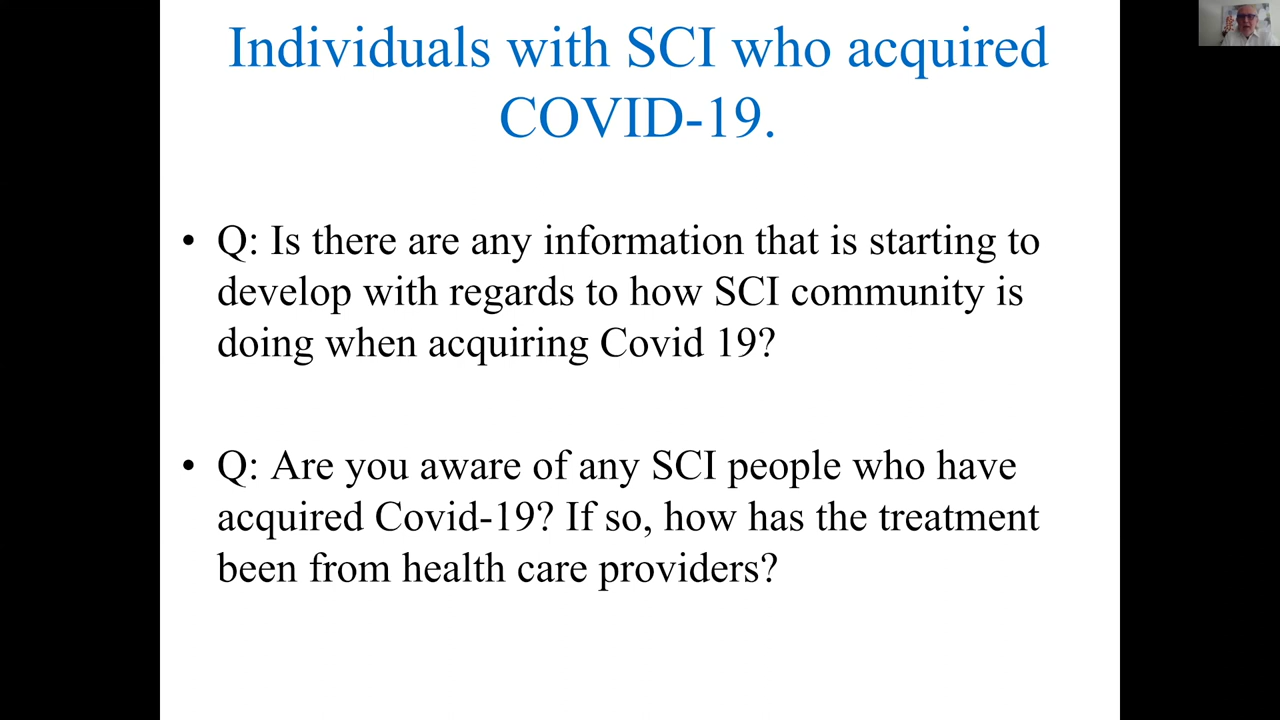 Individuals with SCI who acquired
COVID-19.
• Q: Is there are any information that is starting to
develop with regards to how SCI community is
doing when acquiring Covid 19?
• Q: Are you aware of any SCI people who have
acquired Covid-19? If so, how has the treatment
been from health care providers?